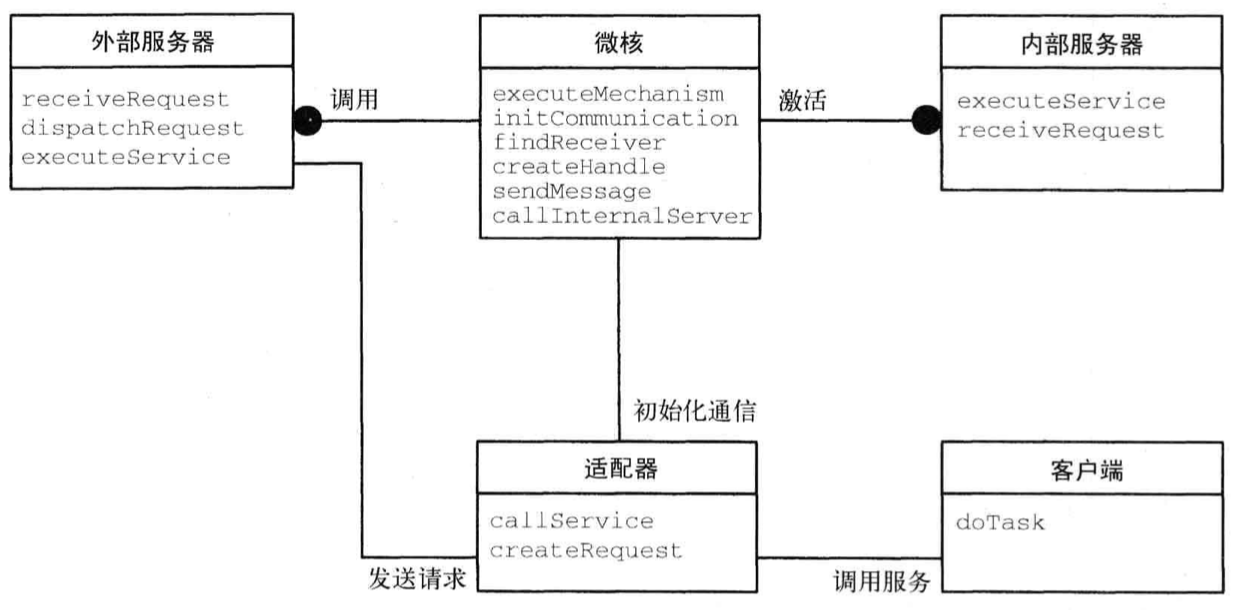 外部服务器
receiveRequest
dispatchRequest
executeService
调用
微核
executeMechanism
initCommunication
findReceiver
createHandle
sendMessage
callInternalServer
激活
内部服务器
executeService
receiveRequest
初始化通信
适配器
callService
createRequest
发送请求
客户端
doTask
调用服务